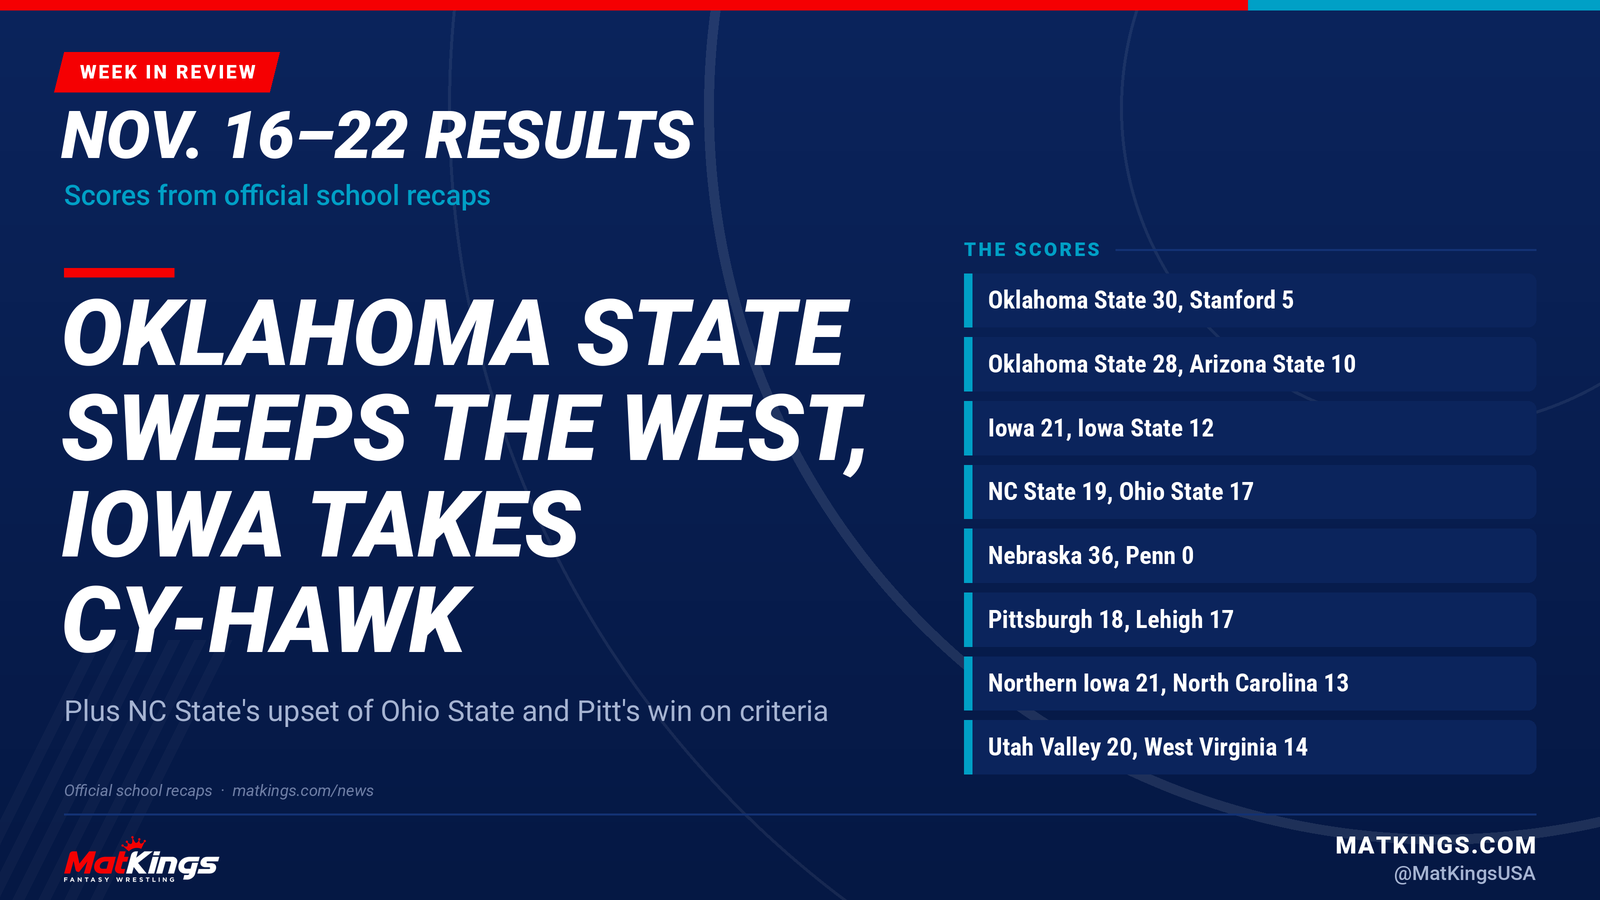 WEEK IN REVIEW
NOV. 16–22 RESULTS
Scores from official school recaps
OKLAHOMA STATE
SWEEPS THE WEST,
IOWA TAKES
CY-HAWK
Plus NC State's upset of Ohio State and Pitt's win on criteria
THE SCORES
Oklahoma State 30, Stanford 5
Oklahoma State 28, Arizona State 10
Iowa 21, Iowa State 12
NC State 19, Ohio State 17
Nebraska 36, Penn 0
Pittsburgh 18, Lehigh 17
Northern Iowa 21, North Carolina 13
Utah Valley 20, West Virginia 14
Official school recaps · matkings.com/news
MatKings
FANTASY WRESTLING
MATKINGS.COM
@MatKingsUSA